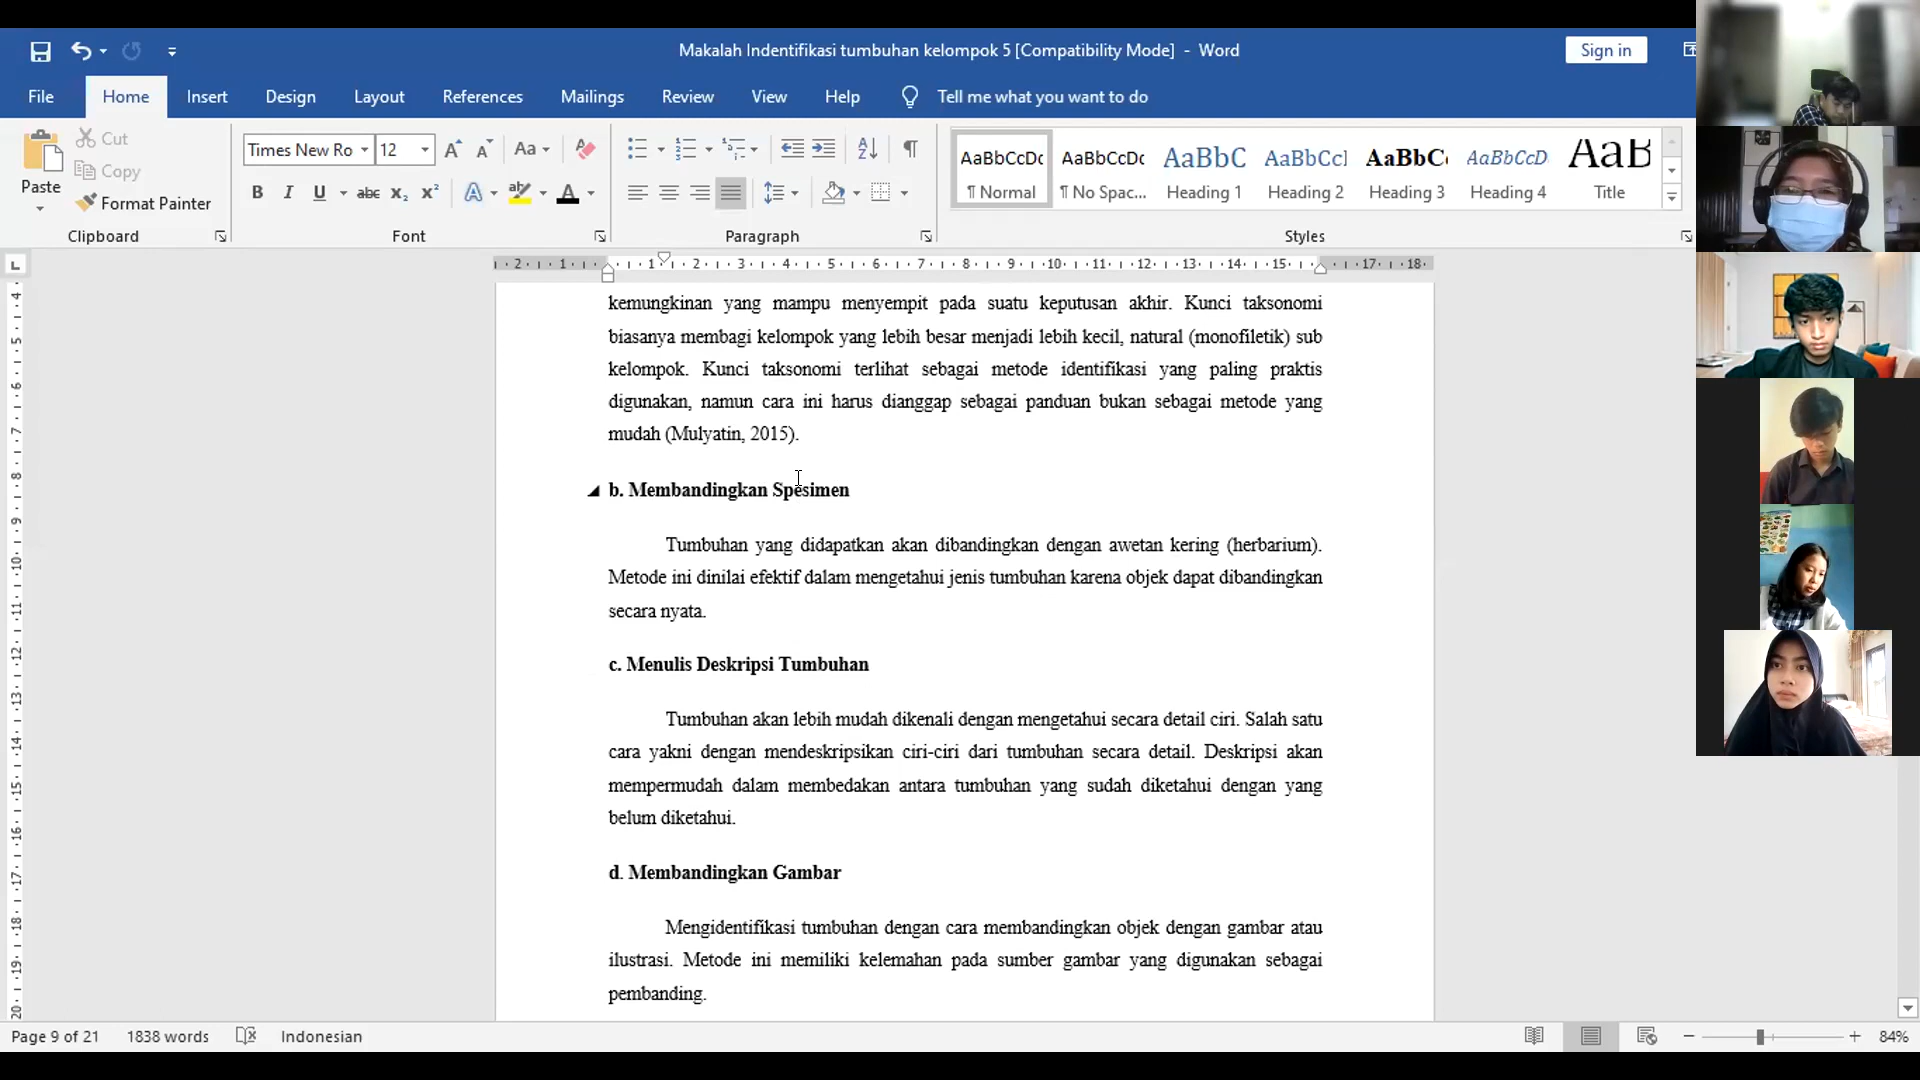 Makalah Indentifikasi tumbuhan kelompok 5 [Compatibility Mode] - Word
Sign in
File Home Insert Design Layout References Mailings Review View Help Tell me what you want to do
Paste
Cut
Copy
Format Painter
Clipboard
Times New Ro 12
Font
Paragraph
AaBbCcDc AaBbCcDc AaBbC AaBbCcI AaBbC AaBbCcD AaB
¶ Normal ¶ No Spac... Heading 1 Heading 2 Heading 3 Heading 4 Title
Styles
kemungkinan yang mampu menyempit pada suatu keputusan akhir. Kunci taksonomi
biasanya membagi kelompok yang lebih besar menjadi lebih kecil, natural (monofiletik) sub
kelompok. Kunci taksonomi terlihat sebagai metode identifikasi yang paling praktis
digunakan, namun cara ini harus dianggap sebagai panduan bukan sebagai metode yang
mudah (Mulyatin, 2015).
b. Membandingkan Spesimen
Tumbuhan yang didapatkan akan dibandingkan dengan awetan kering (herbarium).
Metode ini dinilai efektif dalam mengetahui jenis tumbuhan karena objek dapat dibandingkan
secara nyata.
c. Menulis Deskripsi Tumbuhan
Tumbuhan akan lebih mudah dikenali dengan mengetahui secara detail ciri. Salah satu
cara yakni dengan mendeskripsikan ciri-ciri dari tumbuhan secara detail. Deskripsi akan
mempermudah dalam membedakan antara tumbuhan yang sudah diketahui dengan yang
belum diketahui.
d. Membandingkan Gambar
Mengidentifikasi tumbuhan dengan cara membandingkan objek dengan gambar atau
ilustrasi. Metode ini memiliki kelemahan pada sumber gambar yang digunakan sebagai
pembanding.
Page 9 of 21 1838 words Indonesian 84%